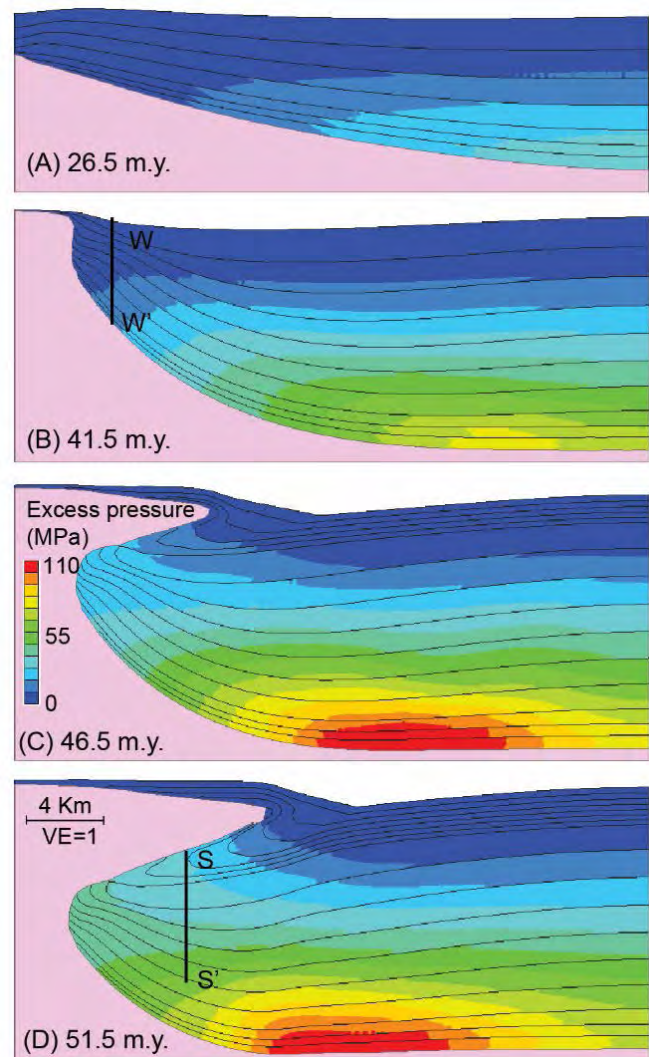 (A) 26.5 m.y.
W
W'
(B) 41.5 m.y.
Excess pressure
(MPa)
110
55
0
(C) 46.5 m.y.
4 Km
VE=1
S
S'
(D) 51.5 m.y.